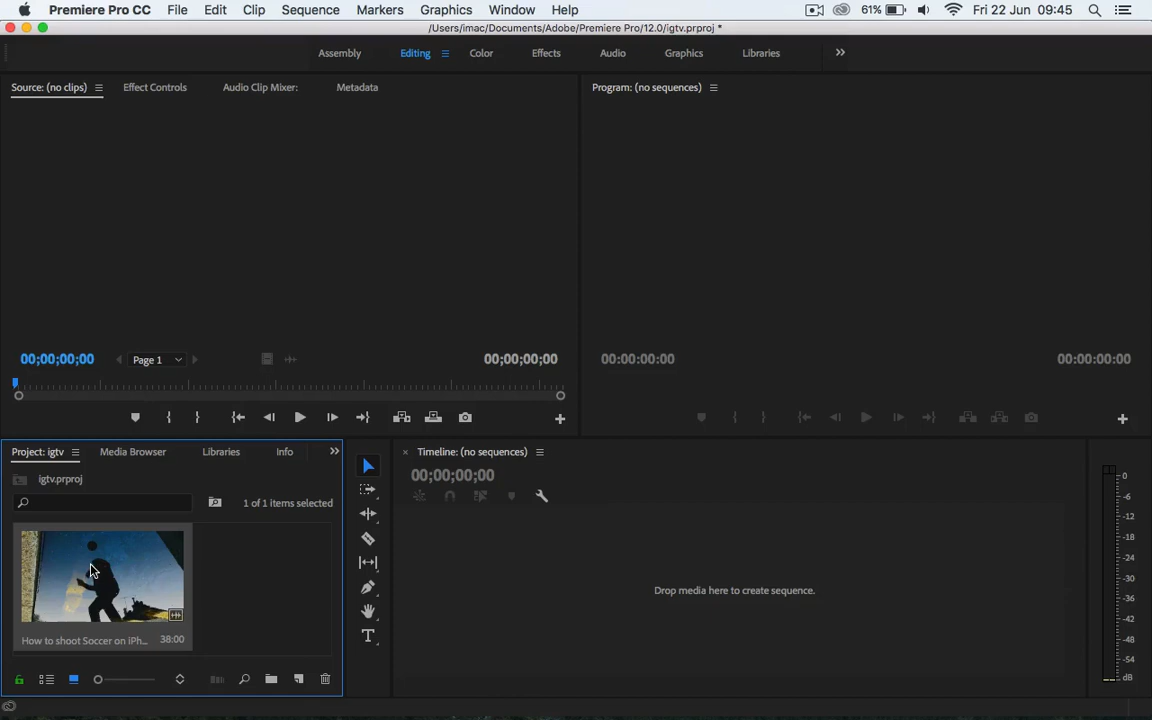 Premiere Pro CC File Edit Clip Sequence Markers Graphics Window Help 61% Fri 22 Jun 09:45
/Users/imac/Documents/Adobe/Premiere Pro/12.0/igtv.prproj *
Assembly Editing Color Effects Audio Graphics Libraries
Source: (no clips) Effect Controls Audio Clip Mixer: Metadata Program: (no sequences)
00;00;00;00 Page 1 00;00;00;00 00:00:00:00 00:00:00:00
Project: igtv Media Browser Libraries Info Timeline: (no sequences)
igtv.prproj 00;00;00;00
1 of 1 items selected
Drop media here to create sequence.
How to shoot Soccer on iPh... 38:00
0
-6
-12
-18
-24
-30
-36
-42
-48
-54
dB